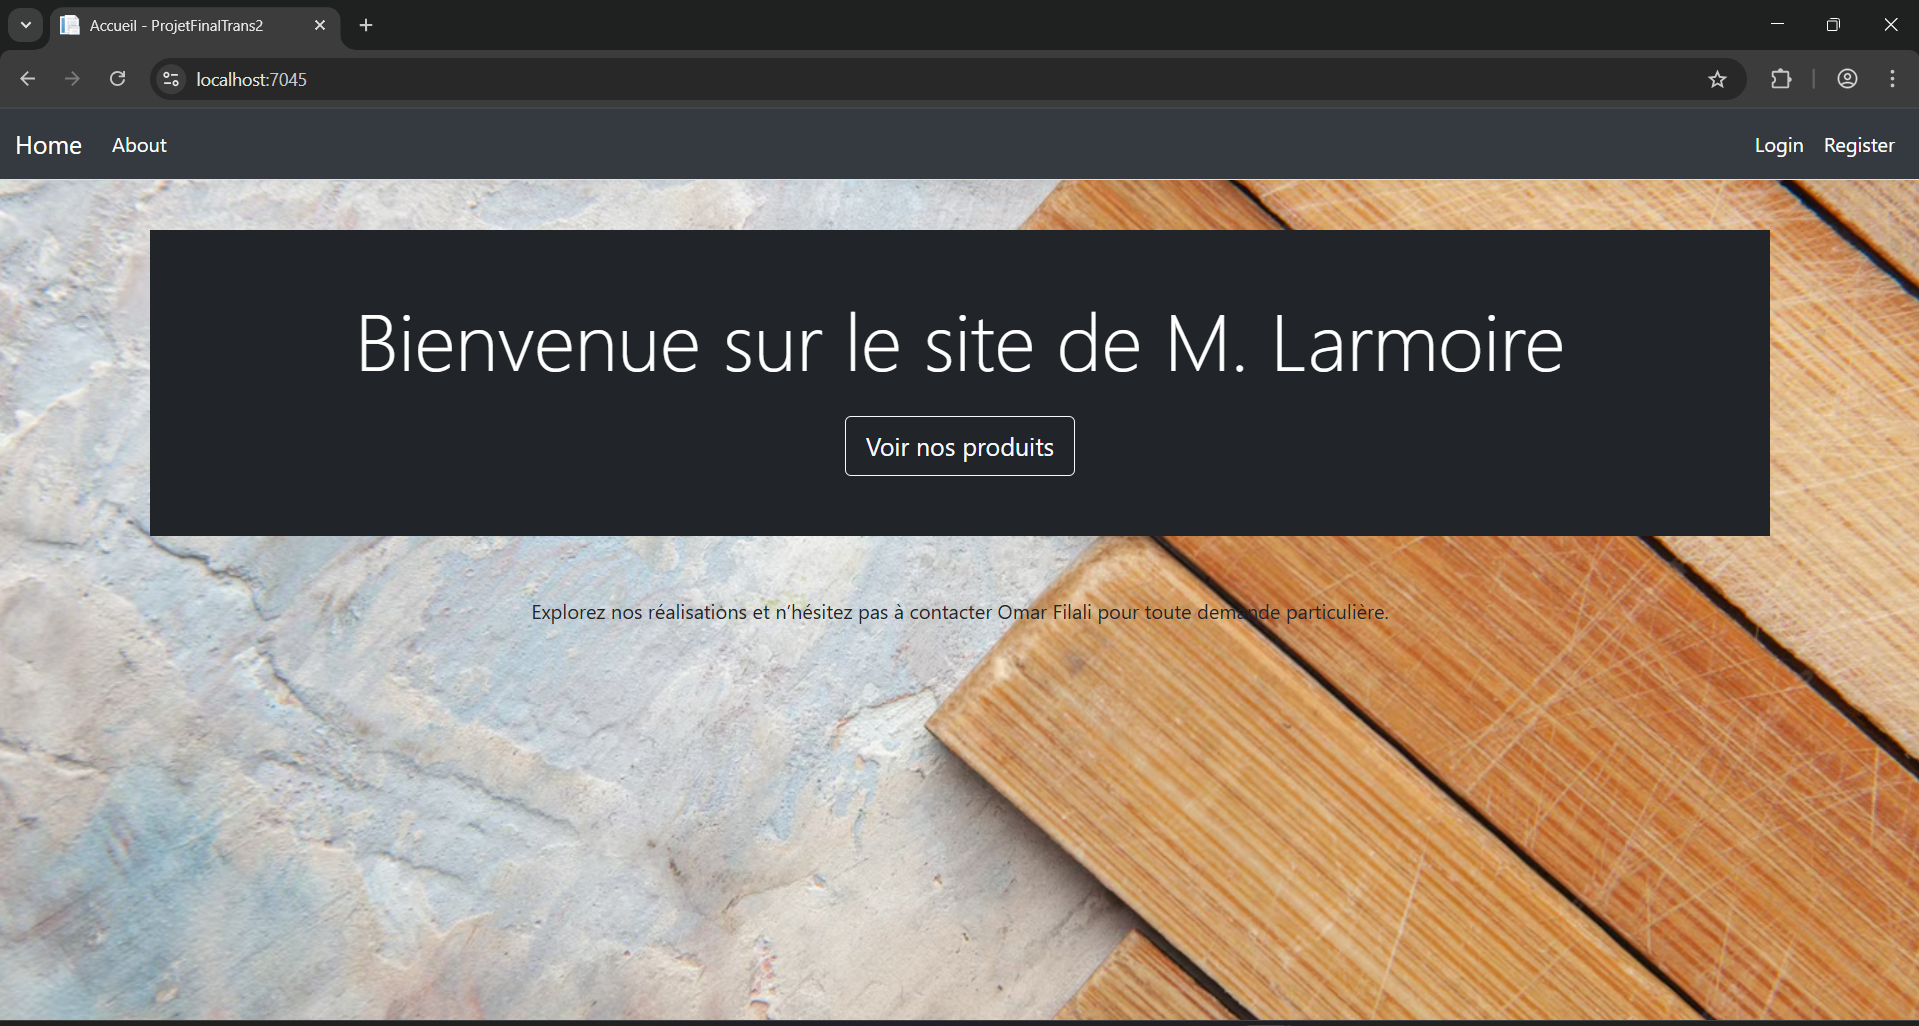 Accueil - ProjetFinalTrans2
localhost:7045
Home About Login Register
Bienvenue sur le site de M. Larmoire
Voir nos produits
Explorez nos réalisations et n’hésitez pas à contacter Omar Filali pour toute demande particulière.